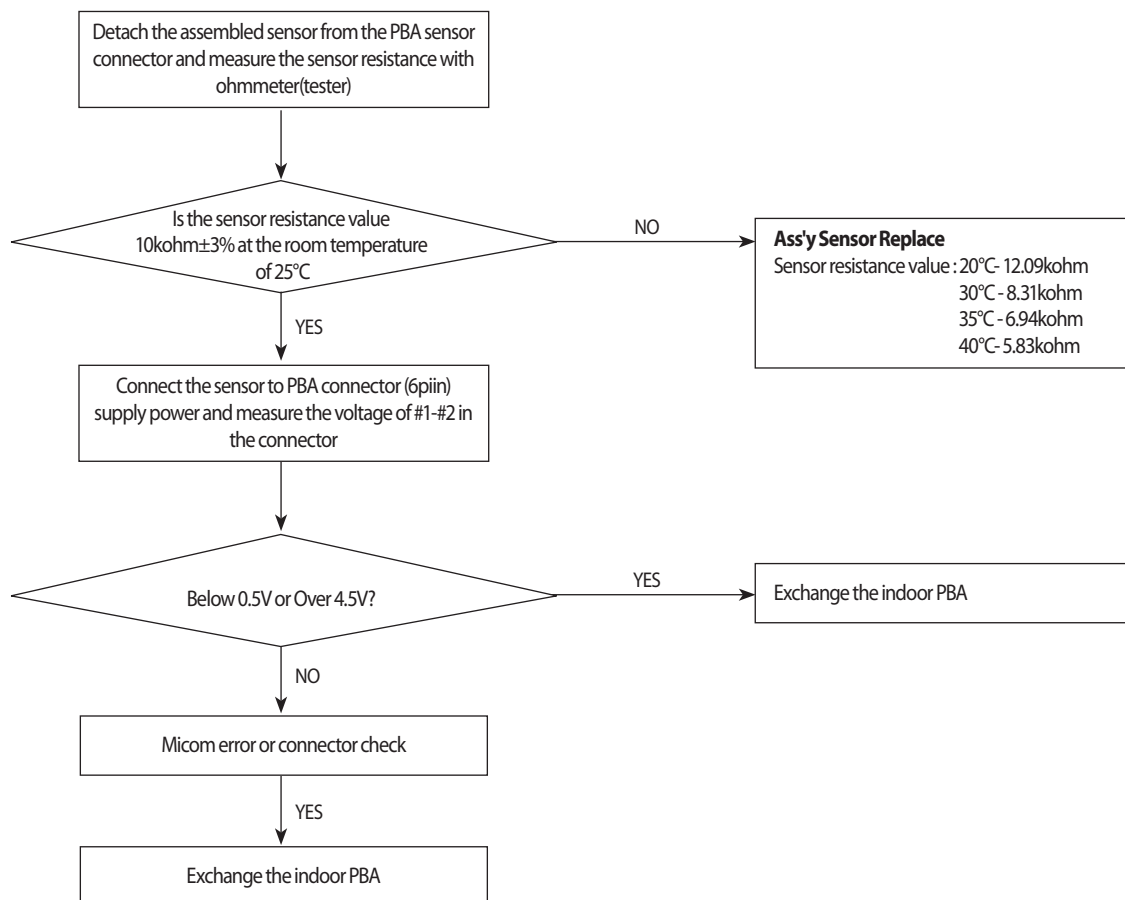 Detach the assembled sensor from the PBA sensor
connector and measure the sensor resistance with
ohmmeter(tester)
Is the sensor resistance value
10kohm±3% at the room temperature
of 25°C
NO
Ass'y Sensor Replace
Sensor resistance value : 20°C- 12.09kohm
30°C - 8.31kohm
35°C - 6.94kohm
40°C- 5.83kohm
YES
Connect the sensor to PBA connector (6piin)
supply power and measure the voltage of #1-#2 in
the connector
Below 0.5V or Over 4.5V?
YES
Exchange the indoor PBA
NO
Micom error or connector check
YES
Exchange the indoor PBA